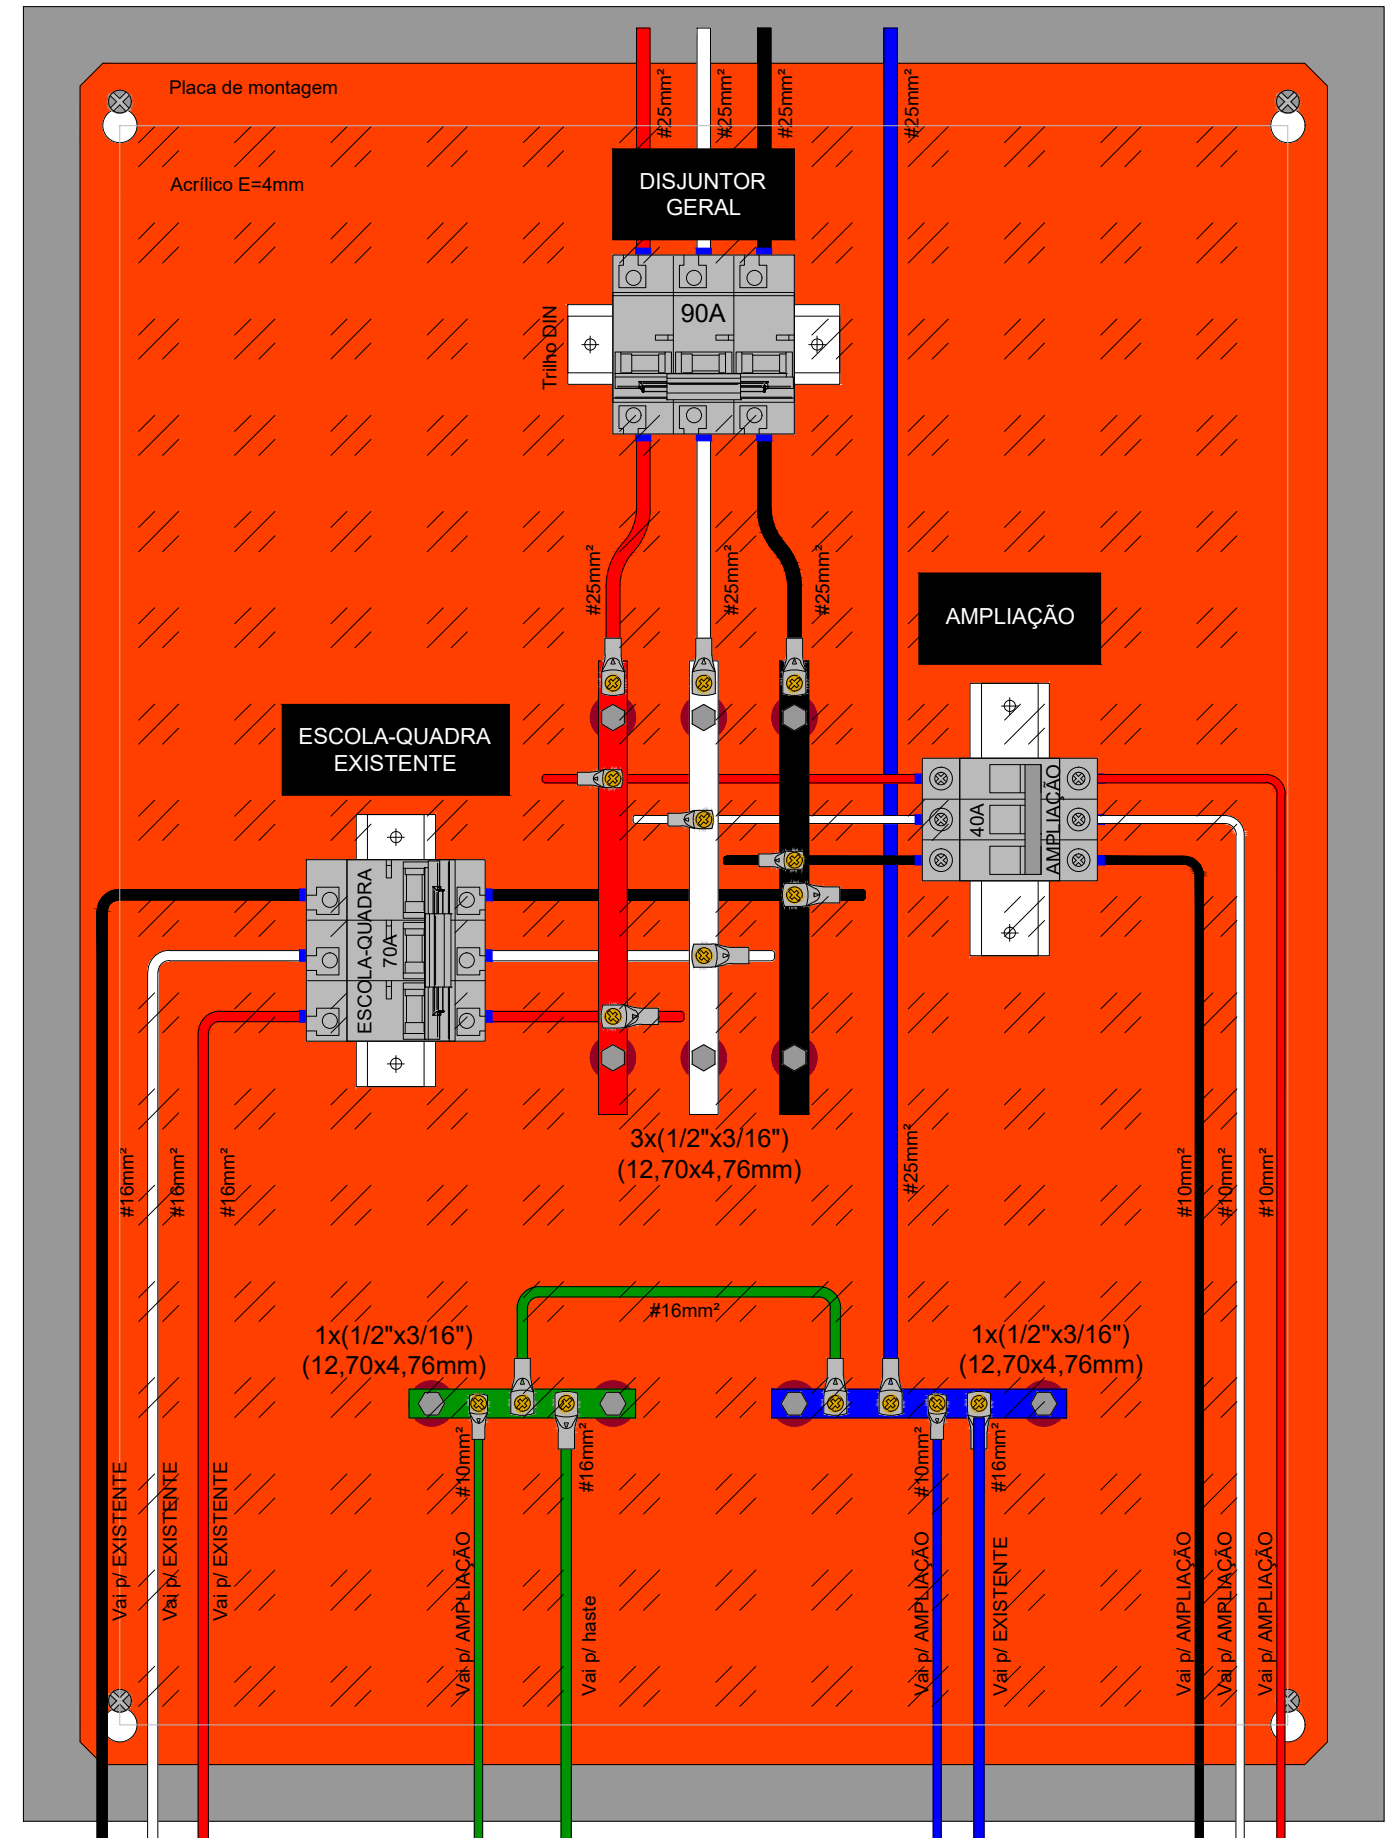 Placa de montagem
#25mm²
#25mm²
#25mm²
#25mm²
Acrílico E=4mm
DISJUNTOR
GERAL
90A
Trilho DIN
#25mm²
#25mm²
#25mm²
AMPLIAÇÃO
ESCOLA-QUADRA
EXISTENTE
40A
AMPLIAÇÃO
ESCOLA-QUADRA
70A
3x(1/2"x3/16")
(12,70x4,76mm)
#16mm²
#16mm²
#16mm²
#25mm²
#10mm²
#10mm²
#10mm²
#16mm²
1x(1/2"x3/16")
(12,70x4,76mm)
1x(1/2"x3/16")
(12,70x4,76mm)
#10mm²
#16mm²
#10mm²
#16mm²
Vai p/ EXISTENTE
Vai p/ EXISTENTE
Vai p/ EXISTENTE
Vai p/ AMPLIAÇÃO
Vai p/ haste
Vai p/ AMPLIAÇÃO
Vai p/ EXISTENTE
Vai p/ AMPLIAÇÃO
Vai p/ AMPLIAÇÃO
Vai p/ AMPLIAÇÃO